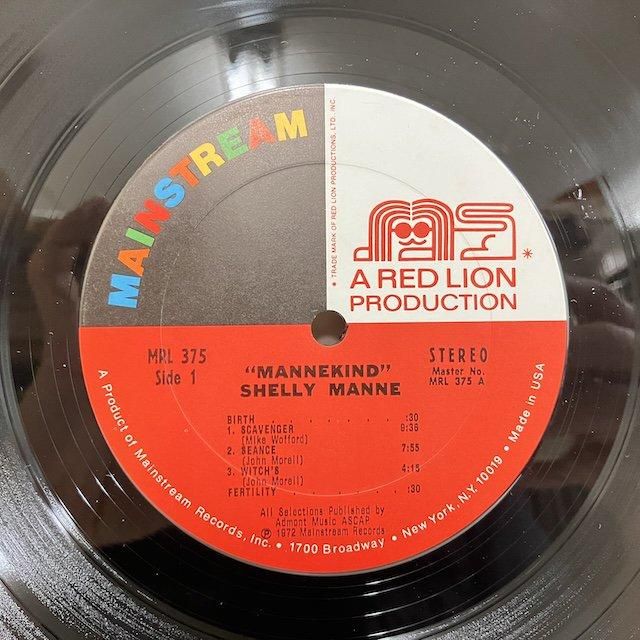 MAINSTREAM
* TRADE MARK OF RED LION PRODUCTIONS, LTD., INC.
*
A RED LION
PRODUCTION
MRL 375
Side 1
"MANNEKIND"
SHELLY MANNE
STEREO
Master No.
MRL 375 A
BIRTH . . . . . . . :30
1. SCAVENGER
(Mike Wofford)
2. SEANCE 7:55
(John Morell)
3. WITCH'S 4:15
(John Morell)
FERTILITY . . . . . . :30
All Selections Published by
Admont Music ASCAP
℗ 1972 Mainstream Records
A Product of Mainstream Records, Inc. • 1700 Broadway • New York, N.Y. 10019 • Made in USA